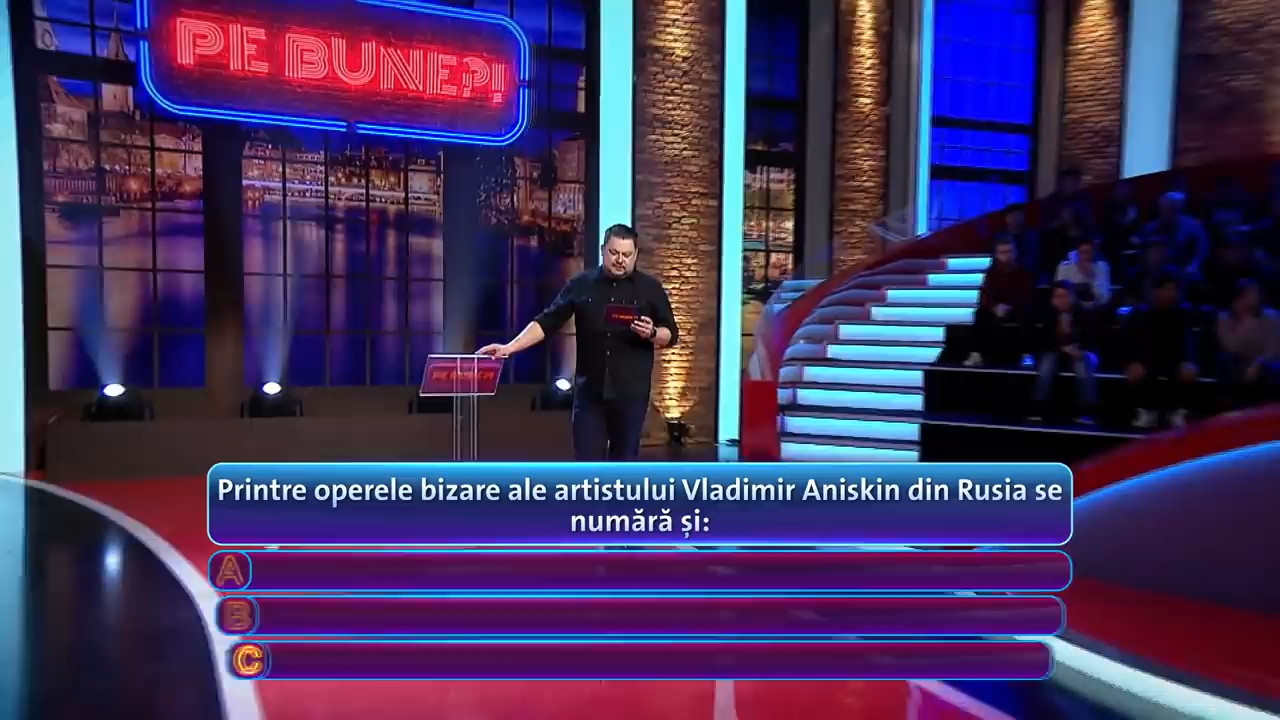 PE BUNE?!
Printre operele bizare ale artistului Vladimir Aniskin din Rusia se
numără și:
A
B
C